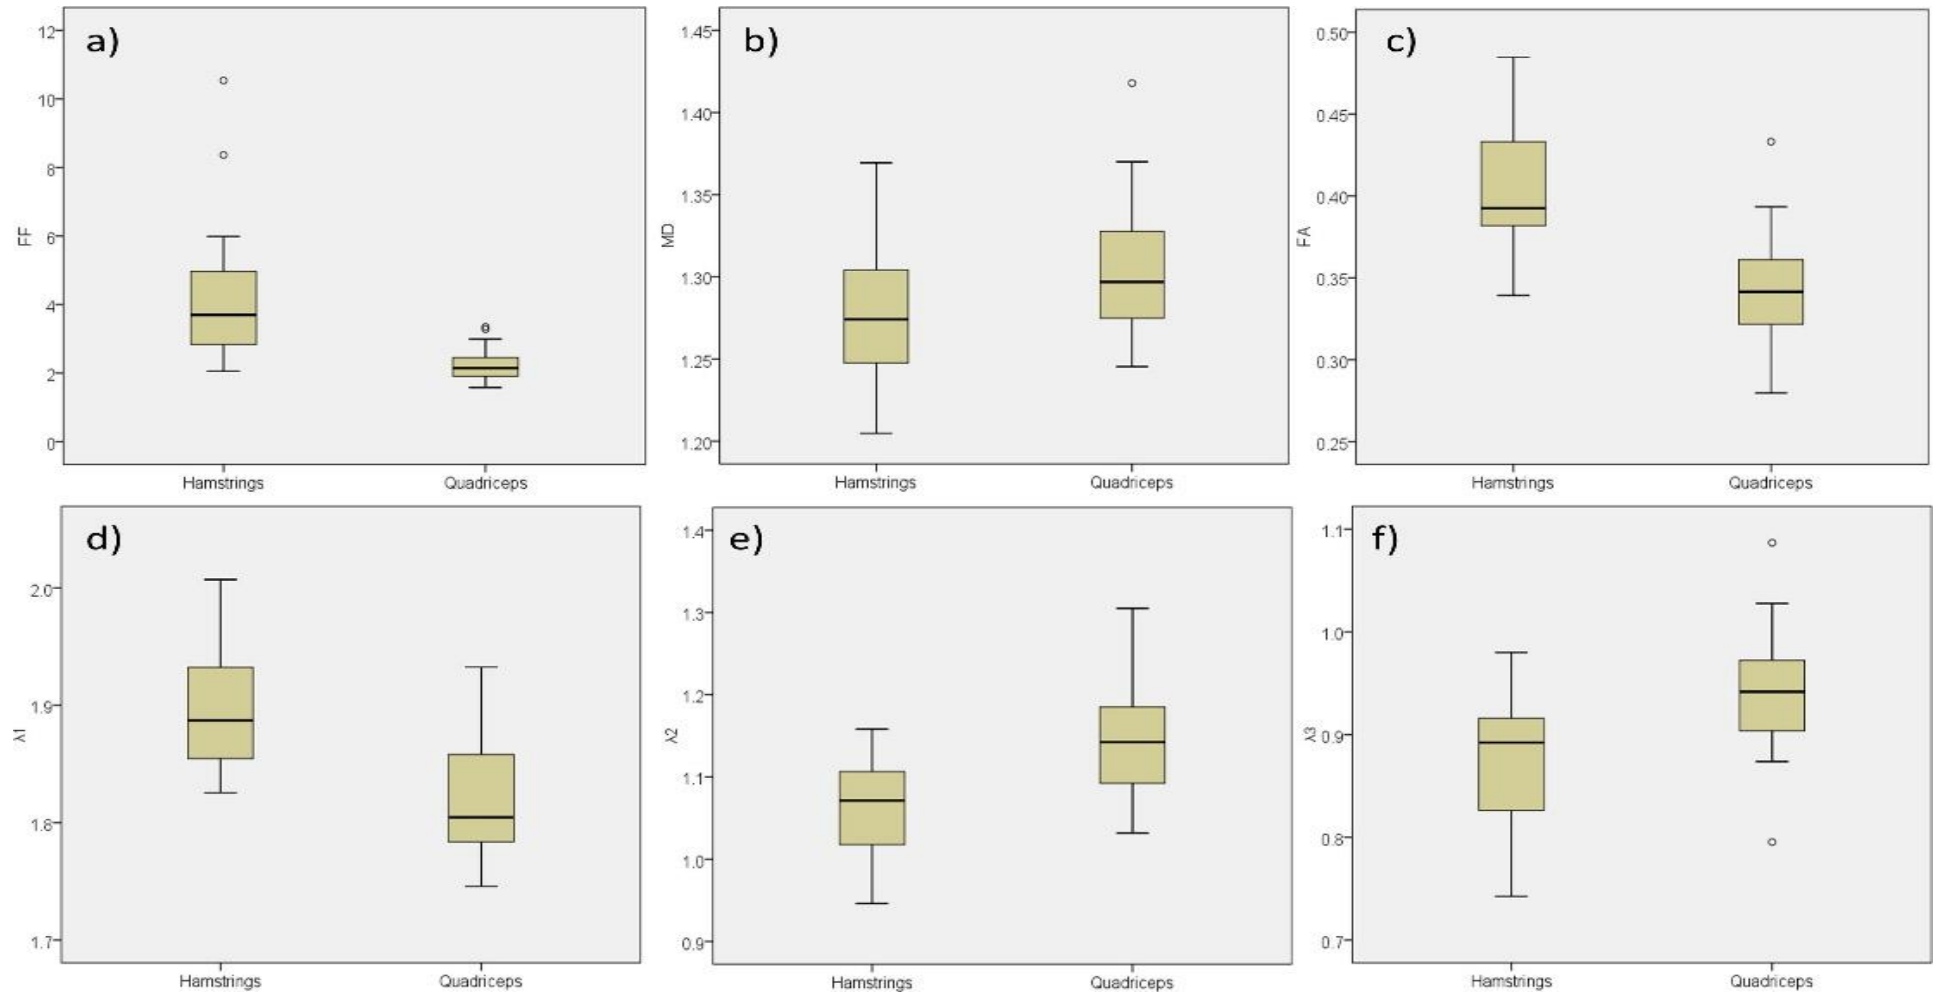 a)
12
10
8
6
4
2
0
FF
Hamstrings
Quadriceps
b)
1.45
1.40
1.35
1.30
1.25
1.20
MD
Hamstrings
Quadriceps
c)
0.50
0.45
0.40
0.35
0.30
0.25
FA
Hamstrings
Quadriceps
d)
2.0
1.9
1.8
1.7
λ1
Hamstrings
Quadriceps
e)
1.4
1.3
1.2
1.1
1.0
0.9
λ2
Hamstrings
Quadriceps
f)
1.1
1.0
0.9
0.8
0.7
λ3
Hamstrings
Quadriceps